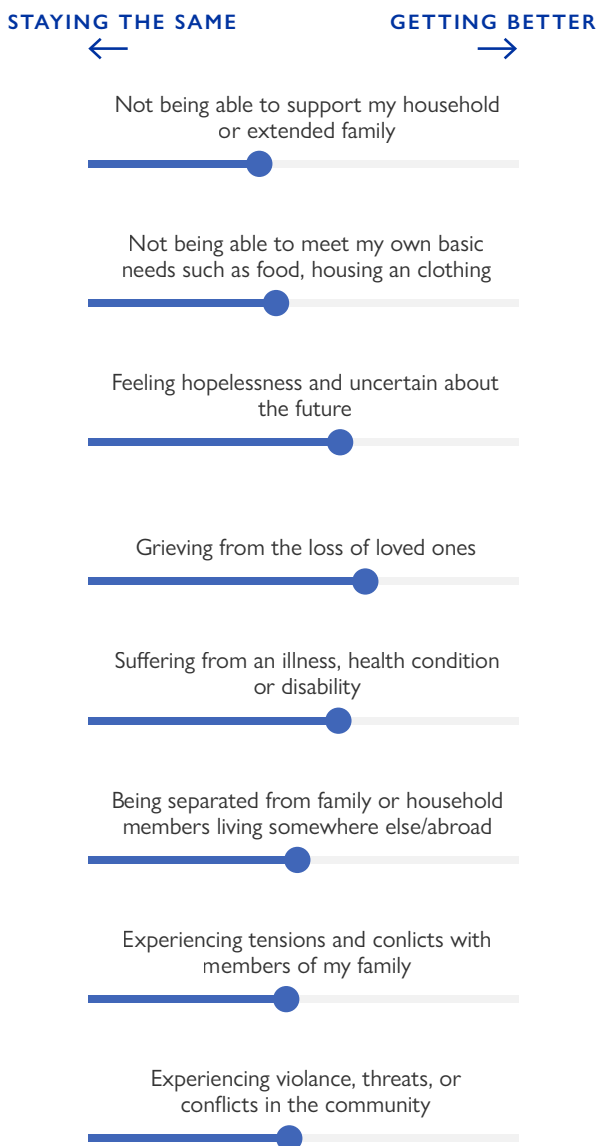 STAYING THE SAME
GETTING BETTER
Not being able to support my household
or extended family
Not being able to meet my own basic
needs such as food, housing an clothing
Feeling hopelessness and uncertain about
the future
Grieving from the loss of loved ones
Suffering from an illness, health condition
or disability
Being separated from family or household
members living somewhere else/abroad
Experiencing tensions and conlicts with
members of my family
Experiencing violance, threats, or
conflicts in the community